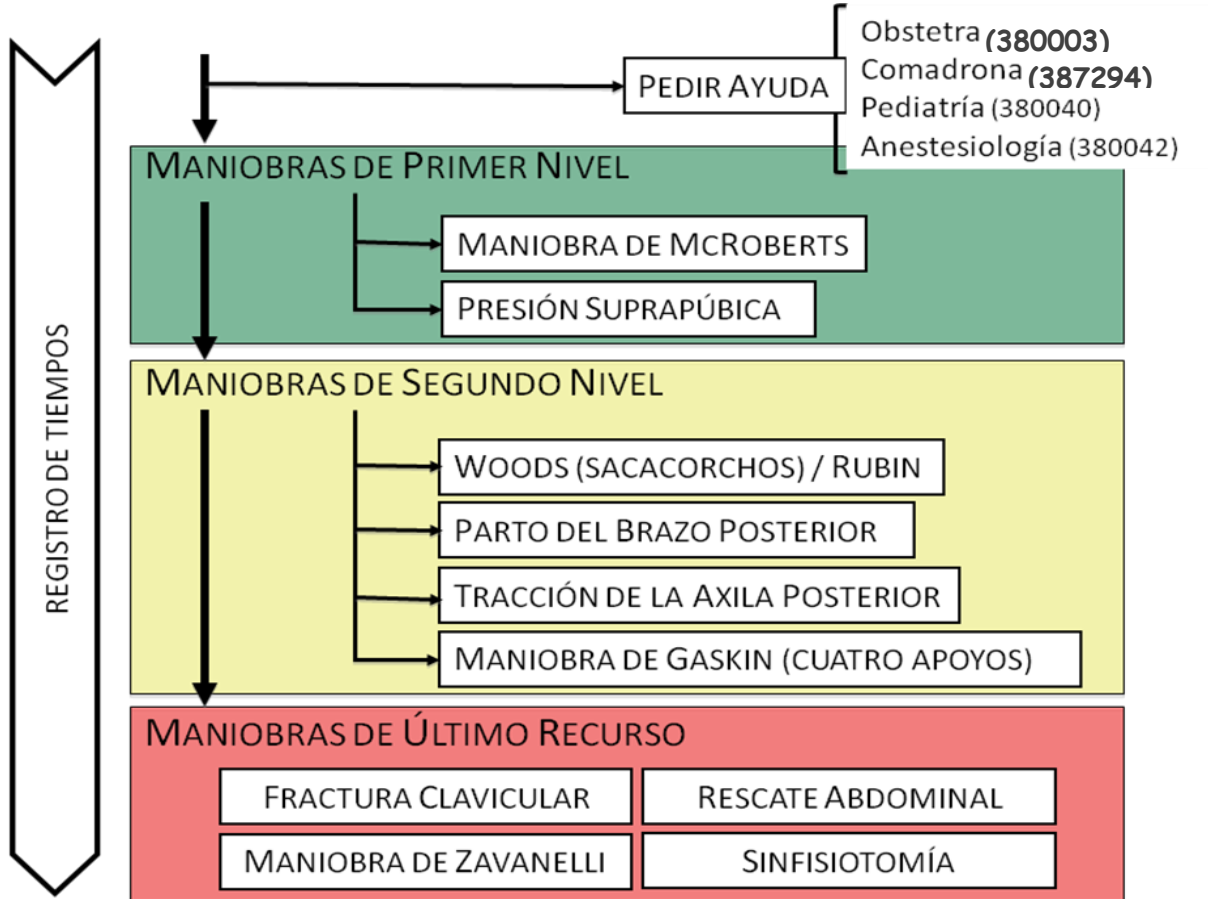 Obstetra (380003)
PEDIR AYUDA
Comadrona (387294)
Pediatría (380040)
Anestesiología (380042)
MANIOBRAS DE PRIMER NIVEL
MANIOBRA DE MCROBERTS
PRESIÓN SUPRAPÚBICA
MANIOBRAS DE SEGUNDO NIVEL
WOODS (SACACORCHOS) / RUBIN
PARTO DEL BRAZO POSTERIOR
TRACCIÓN DE LA AXILA POSTERIOR
MANIOBRA DE GASKIN (CUATRO APOYOS)
MANIOBRAS DE ÚLTIMO RECURSO
FRACTURA CLAVICULAR
RESCATE ABDOMINAL
MANIOBRA DE ZAVANELLI
SINFISIOTOMÍA
REGISTRO DE TIEMPOS